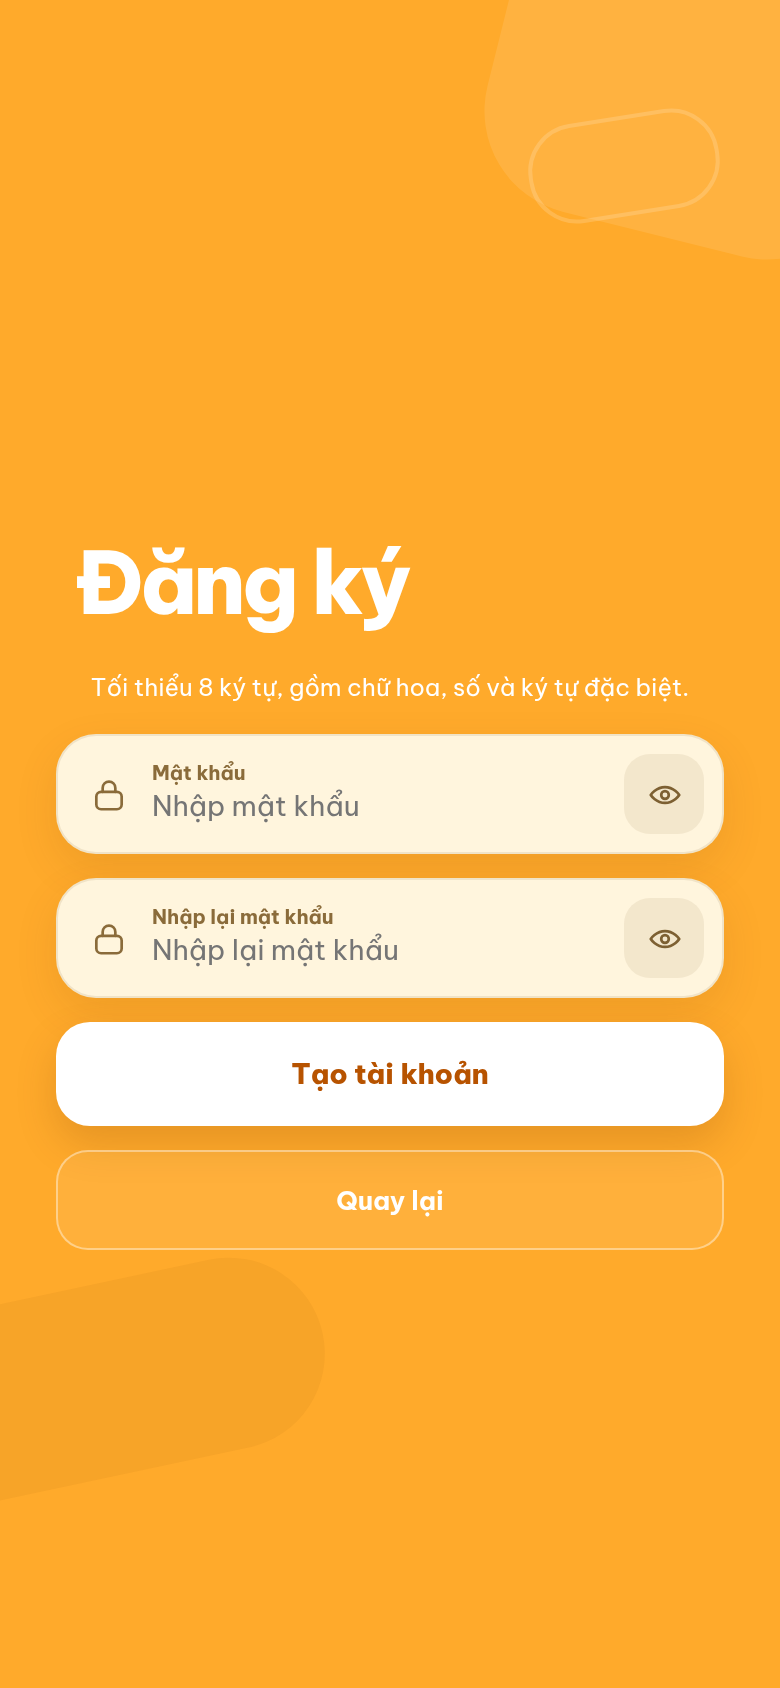 Đăng ký
Tối thiểu 8 ký tự, gồm chữ hoa, số và ký tự đặc biệt.
Mật khẩu
Nhập mật khẩu
Nhập lại mật khẩu
Nhập lại mật khẩu
Tạo tài khoản
Quay lại